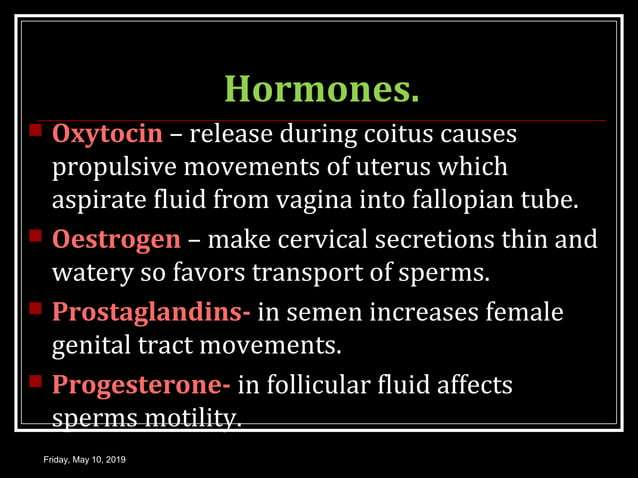 Hormones.
Oxytocin – release during coitus causes
propulsive movements of uterus which
aspirate fluid from vagina into fallopian tube.
Oestrogen – make cervical secretions thin and
watery so favors transport of sperms.
Prostaglandins- in semen increases female
genital tract movements.
Progesterone- in follicular fluid affects
sperms motility.
Friday, May 10, 2019